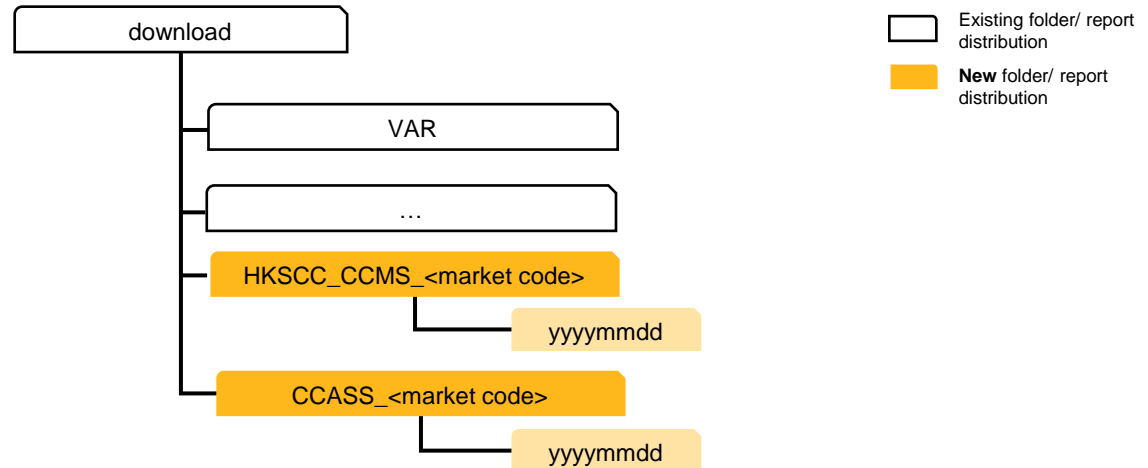 download
Existing folder/ report
distribution
New folder/ report
distribution
VAR
…
HKSCC_CCMS_<market code>
yyyymmdd
CCASS_<market code>
yyyymmdd